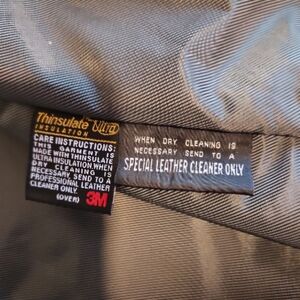 Thinsulate Ultra
INSULATION
CARE INSTRUCTIONS:
THIS GARMENT IS
MADE WITH THINSULATE
ULTRA INSULATION. WHEN
DRY CLEANING IS
NECESSARY SEND TO A
PROFESSIONAL LEATHER
CLEANER ONLY.
(OVER) 3M
WHEN DRY CLEANING IS
NECESSARY SEND TO A
SPECIAL LEATHER CLEANER ONLY